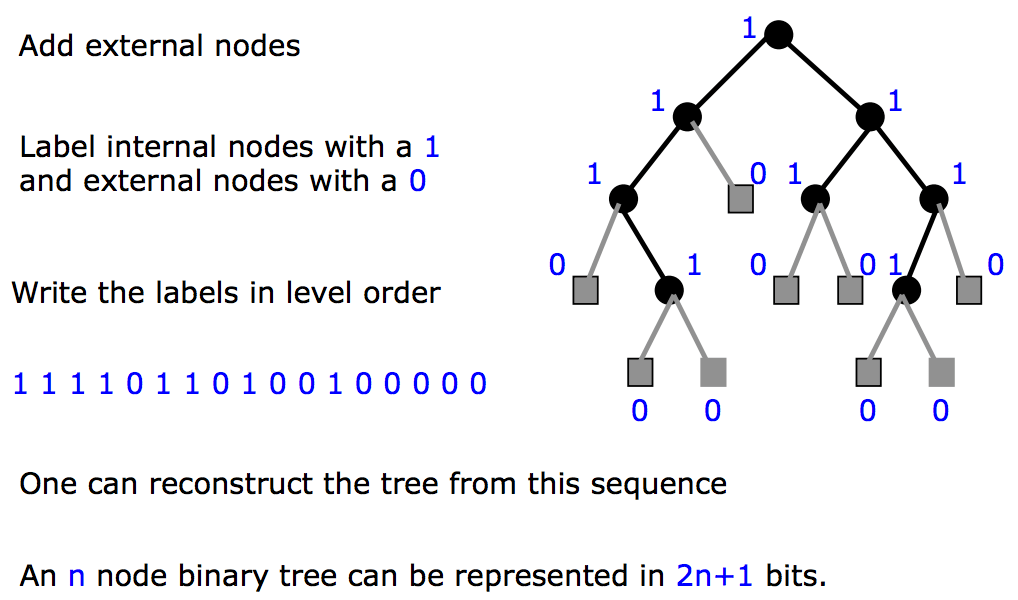 Add external nodes
Label internal nodes with a 1
and external nodes with a 0
Write the labels in level order
1 1 1 1 0 1 1 0 1 0 0 1 0 0 0 0 0
One can reconstruct the tree from this sequence
An n node binary tree can be represented in 2n+1 bits.
1
1 1
1 0 1 1
0 1 0 0 1 0
0 0 0 0